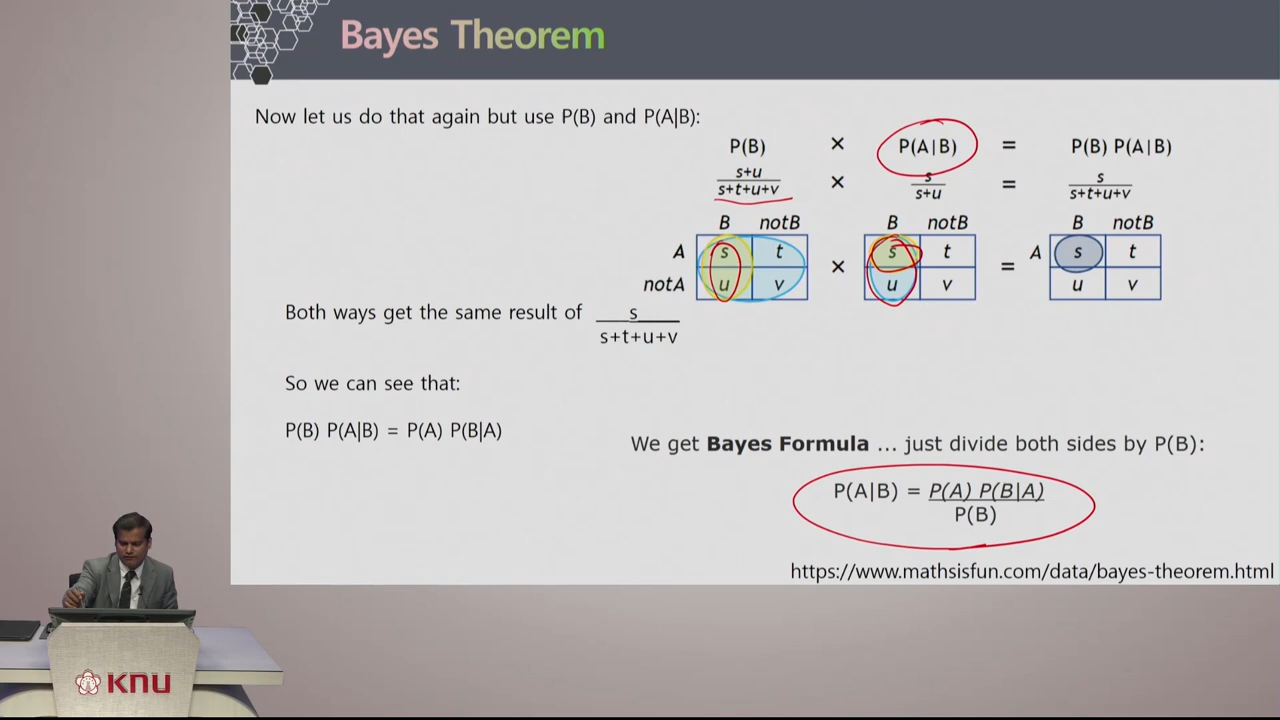 Bayes Theorem
Now let us do that again but use P(B) and P(A|B):
P(B) × P(A|B) = P(B) P(A|B)
s+u/s+t+u+v × s/s+u = s/s+t+u+v
B notB B notB B notB
A s t s t A s t
× =
notA u v u v u v
Both ways get the same result of s/s+t+u+v
So we can see that:
P(B) P(A|B) = P(A) P(B|A)
We get Bayes Formula ... just divide both sides by P(B):
P(A|B) = P(A) P(B|A)
P(B)
https://www.mathsisfun.com/data/bayes-theorem.html
KNU